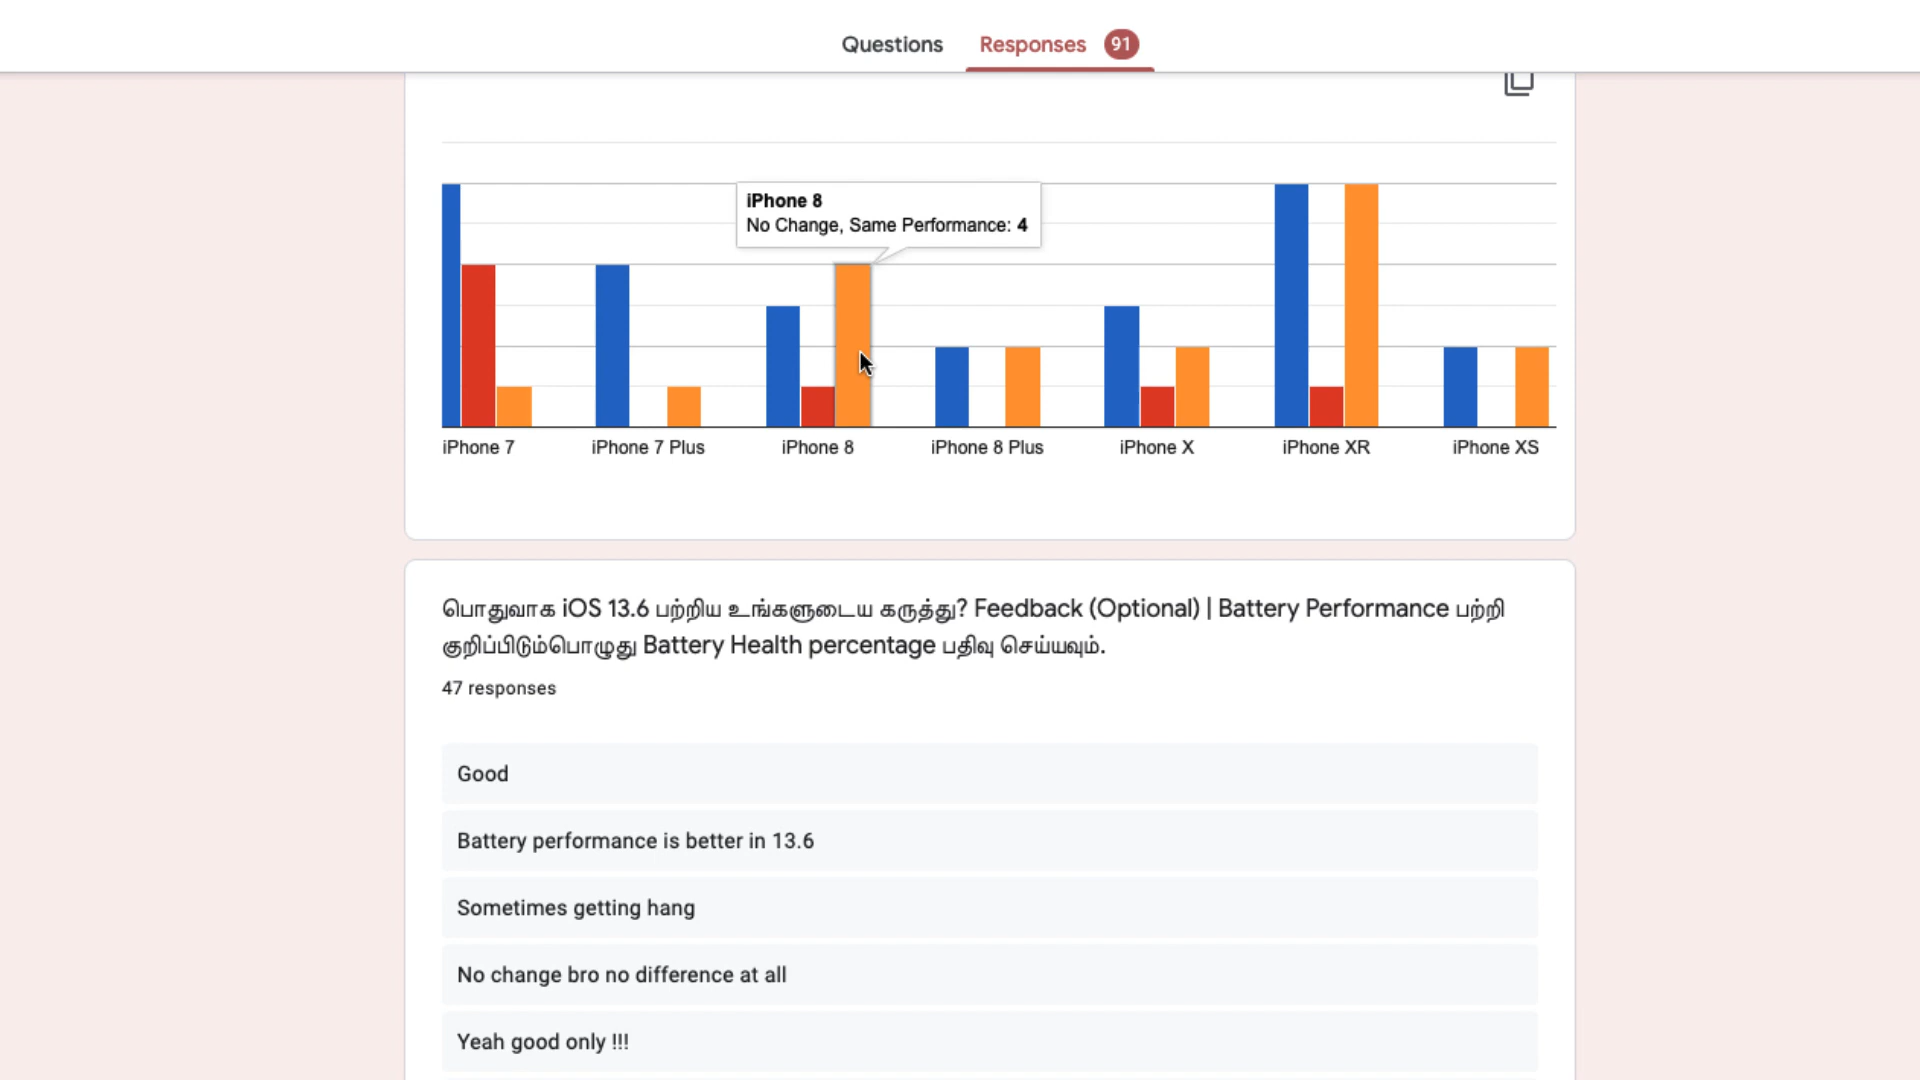 Questions
Responses 91
iPhone 8
No Change, Same Performance: 4
iPhone 7
iPhone 7 Plus
iPhone 8
iPhone 8 Plus
iPhone X
iPhone XR
iPhone XS
பொதுவாக iOS 13.6 பற்றிய உங்களுடைய கருத்து? Feedback (Optional) | Battery Performance பற்றி
குறிப்பிடும்பொழுது Battery Health percentage பதிவு செய்யவும்.
47 responses
Good
Battery performance is better in 13.6
Sometimes getting hang
No change bro no difference at all
Yeah good only !!!